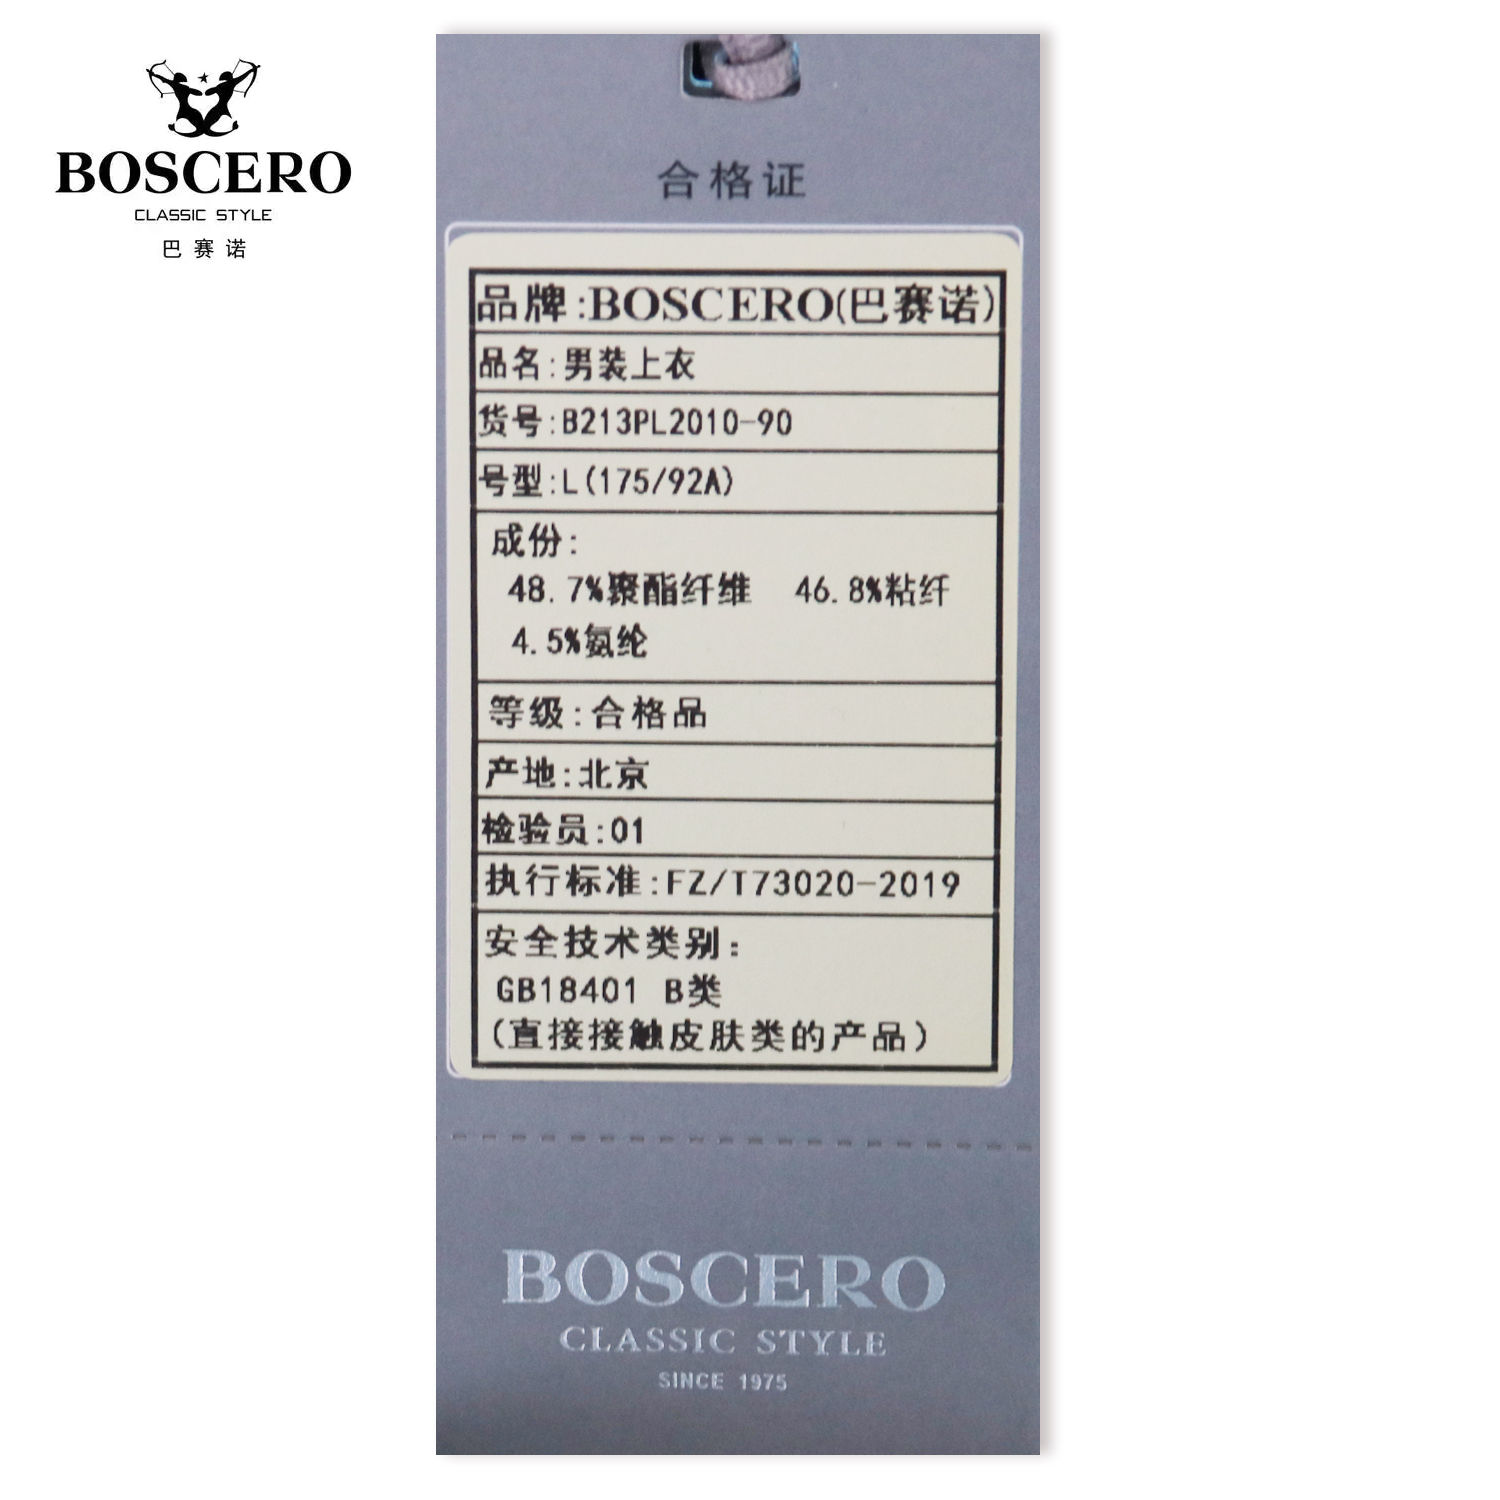 BOSCERO
CLASSIC STYLE
巴赛诺
合格证
品牌:BOSCERO(巴赛诺)
品名:男装上衣
货号:B213PL2010-90
号型:L(175/92A)
成份:
48.7%聚酯纤维 46.8%粘纤
4.5%氨纶
等级:合格品
产地:北京
检验员:01
执行标准:FZ/T73020-2019
安全技术类别:
GB18401 B类
(直接接触皮肤类的产品)
BOSCERO
CLASSIC STYLE
SINCE 1975